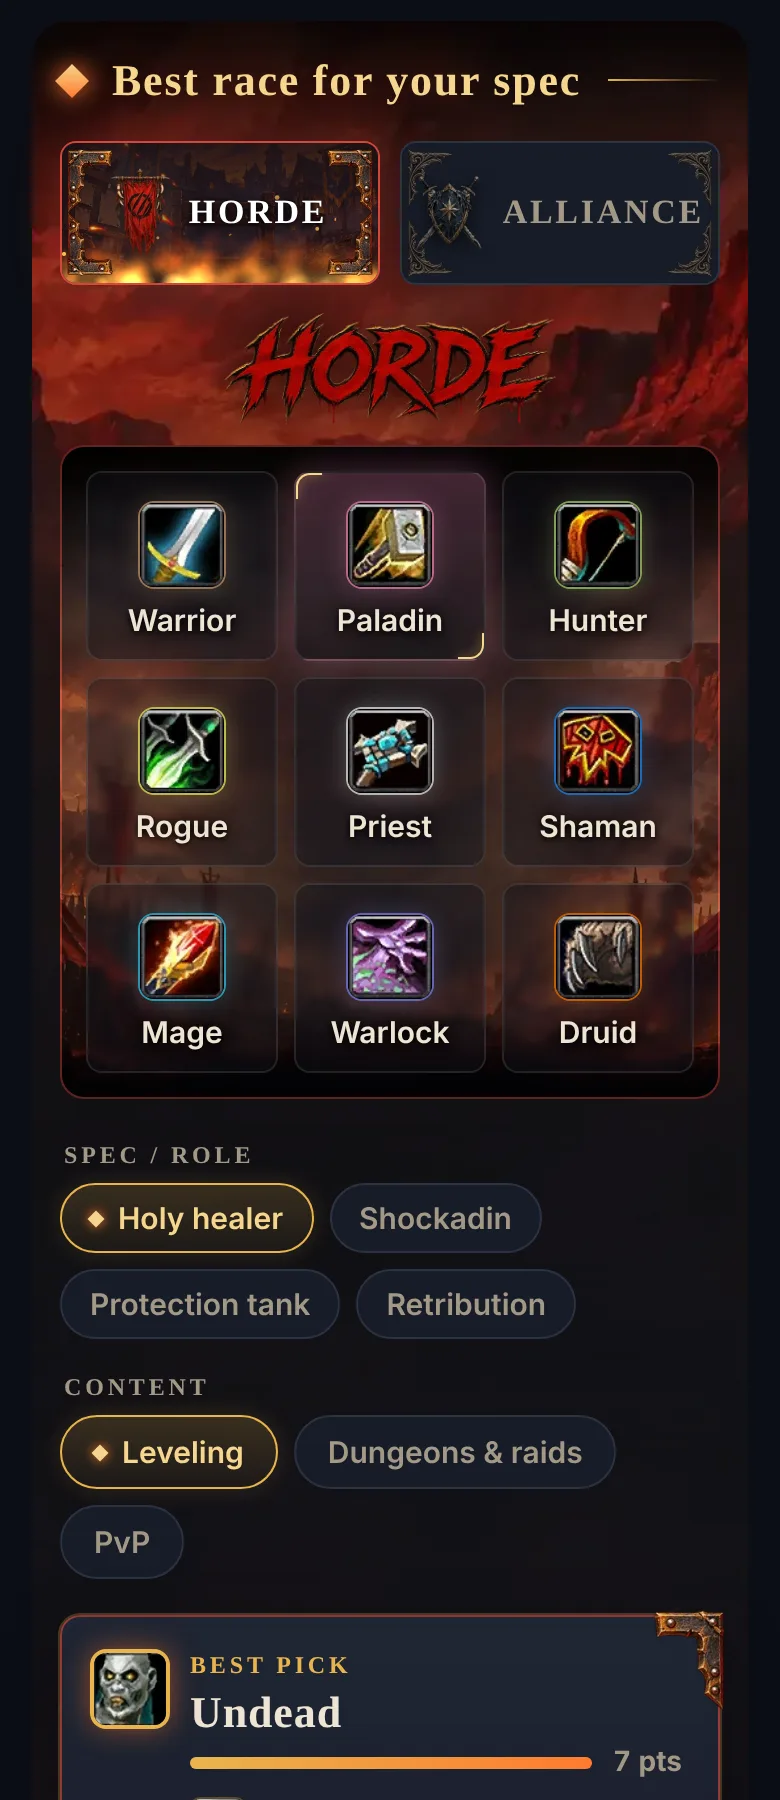 Best race for your spec
HORDE
ALLIANCE
HORDE
Warrior
Paladin
Hunter
Rogue
Priest
Shaman
Mage
Warlock
Druid
SPEC / ROLE
Holy healer
Shockadin
Protection tank
Retribution
CONTENT
Leveling
Dungeons & raids
PvP
BEST PICK
Undead
7 pts